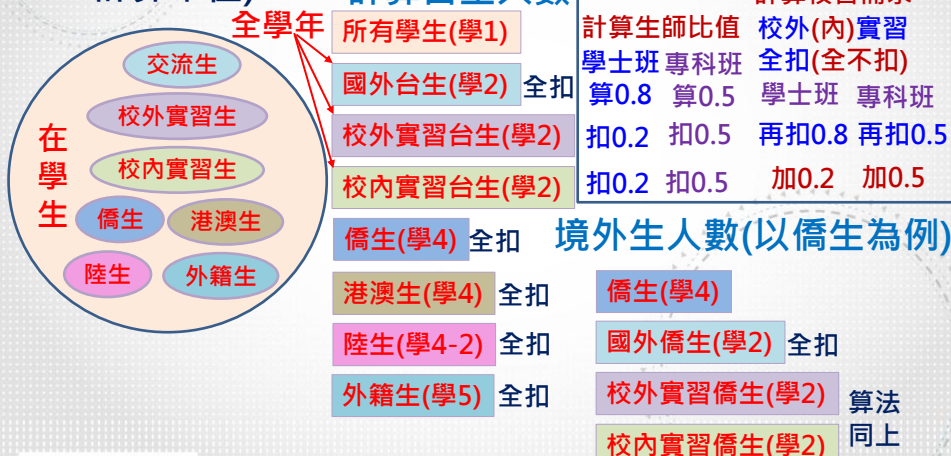 計算台生人數
全學年
所有學生(學1)
國外台生(學2) 全扣
校外實習台生(學2)
校內實習台生(學2)
僑生(學4) 全扣
港澳生(學4) 全扣
陸生(學4-2) 全扣
外籍生(學5) 全扣
在學生
交流生
校外實習生
校內實習生
僑生 港澳生
陸生 外籍生
計算生師比值 校外(內)實習
學士班 專科班 全扣(全不扣)
算0.8 算0.5 學士班 專科班
扣0.2 扣0.5 再扣0.8 再扣0.5
扣0.2 扣0.5 加0.2 加0.5
境外生人數(以僑生為例)
僑生(學4)
國外僑生(學2) 全扣
校外實習僑生(學2)
校內實習僑生(學2)
算法
同上